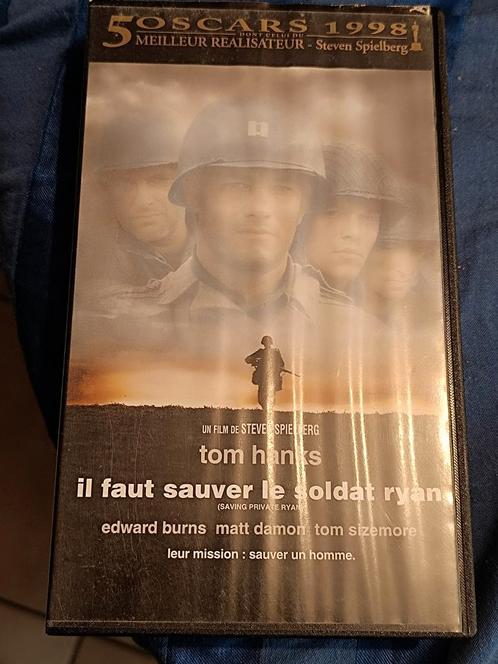 5 OSCARS 1998
DONT CELUI DU
MEILLEUR REALISATEUR - Steven Spielberg
UN FILM DE STEVEN SPIELBERG
tom hanks
il faut sauver le soldat ryan
(SAVING PRIVATE RYAN)
edward burns matt damon tom sizemore
leur mission : sauver un homme.